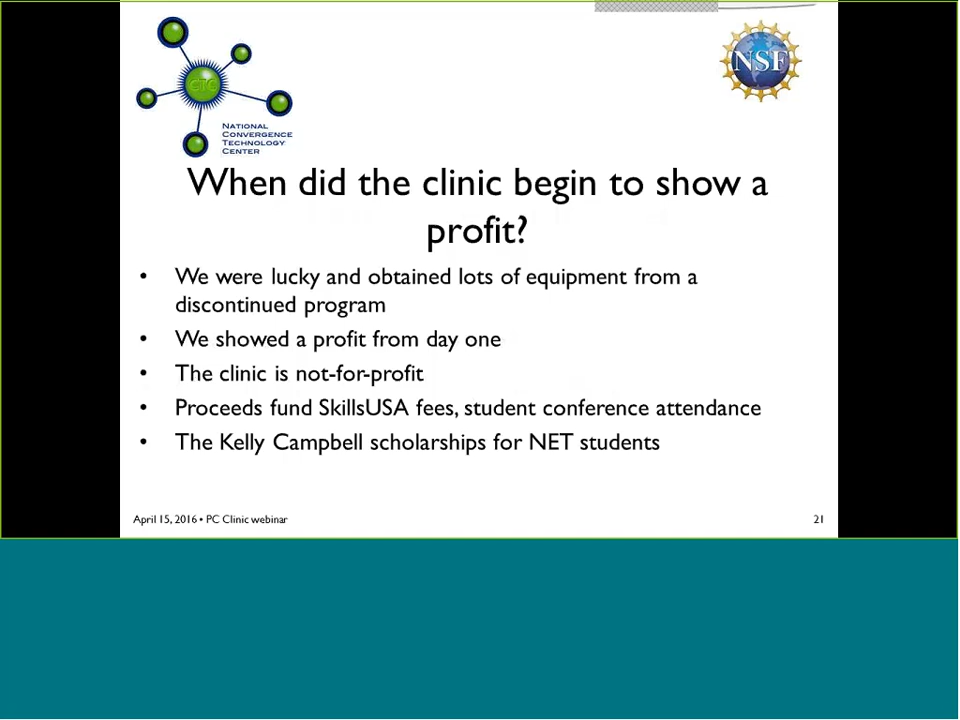 CTC
NSF
NATIONAL
CONVERGENCE
TECHNOLOGY
CENTER
When did the clinic begin to show a
profit?
• We were lucky and obtained lots of equipment from a
discontinued program
• We showed a profit from day one
• The clinic is not-for-profit
• Proceeds fund SkillsUSA fees, student conference attendance
• The Kelly Campbell scholarships for NET students
April 15, 2016 • PC Clinic webinar
21